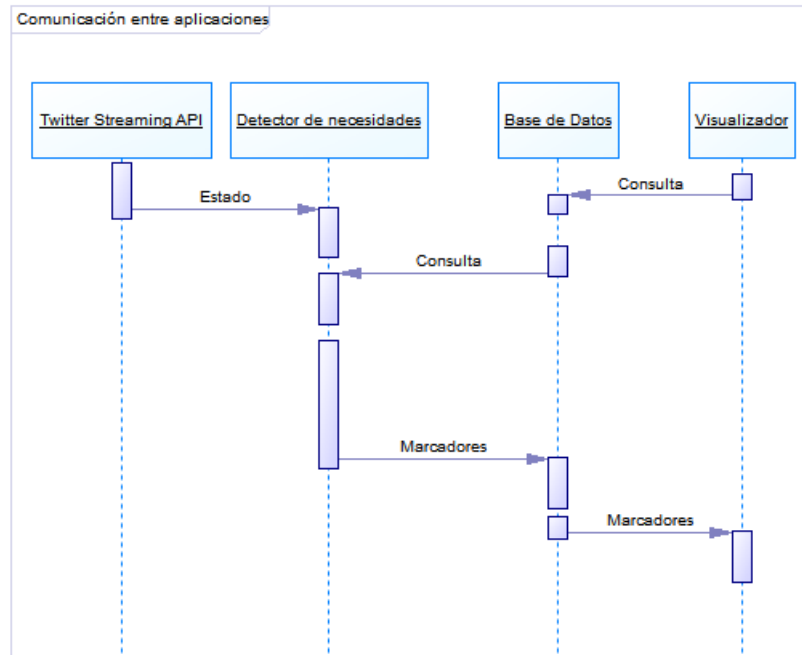 Comunicación entre aplicaciones
Twitter Streaming API
Detector de necesidades
Base de Datos
Visualizador
Consulta
Estado
Consulta
Marcadores
Marcadores